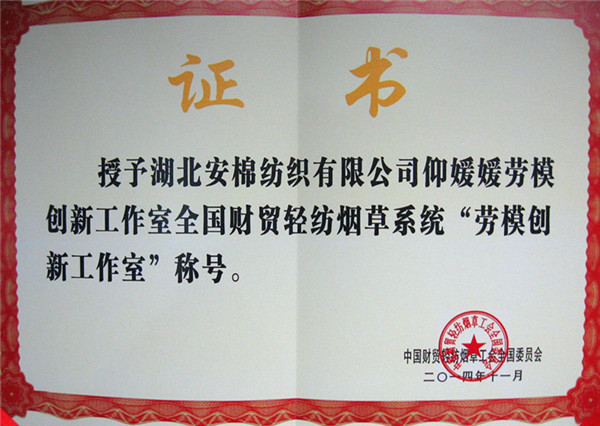 证 书
授予湖北安棉纺织有限公司仰媛媛劳模
创新工作室全国财贸轻纺烟草系统“劳模创
新工作室”称号。
中国财贸轻纺烟草工会全国委员会
二〇一四年十一月